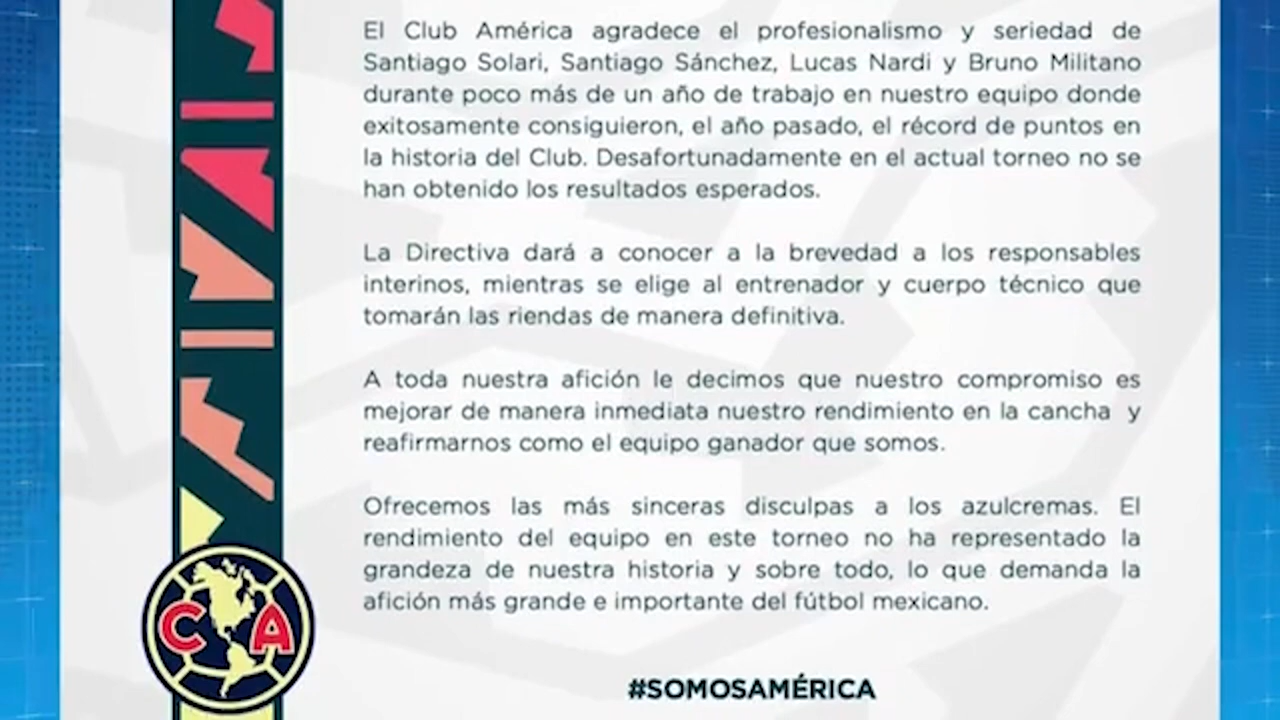 El Club América agradece el profesionalismo y seriedad de
Santiago Solari, Santiago Sánchez, Lucas Nardi y Bruno Militano
durante poco más de un año de trabajo en nuestro equipo donde
exitosamente consiguieron, el año pasado, el récord de puntos en
la historia del Club. Desafortunadamente en el actual torneo no se
han obtenido los resultados esperados.
La Directiva dará a conocer a la brevedad a los responsables
interinos, mientras se elige al entrenador y cuerpo técnico que
tomarán las riendas de manera definitiva.
A toda nuestra afición le decimos que nuestro compromiso es
mejorar de manera inmediata nuestro rendimiento en la cancha y
reafirmarnos como el equipo ganador que somos.
Ofrecemos las más sinceras disculpas a los azulcremas. El
rendimiento del equipo en este torneo no ha representado la
grandeza de nuestra historia y sobre todo, lo que demanda la
afición más grande e importante del fútbol mexicano.
CA
#SOMOSAMÉRICA